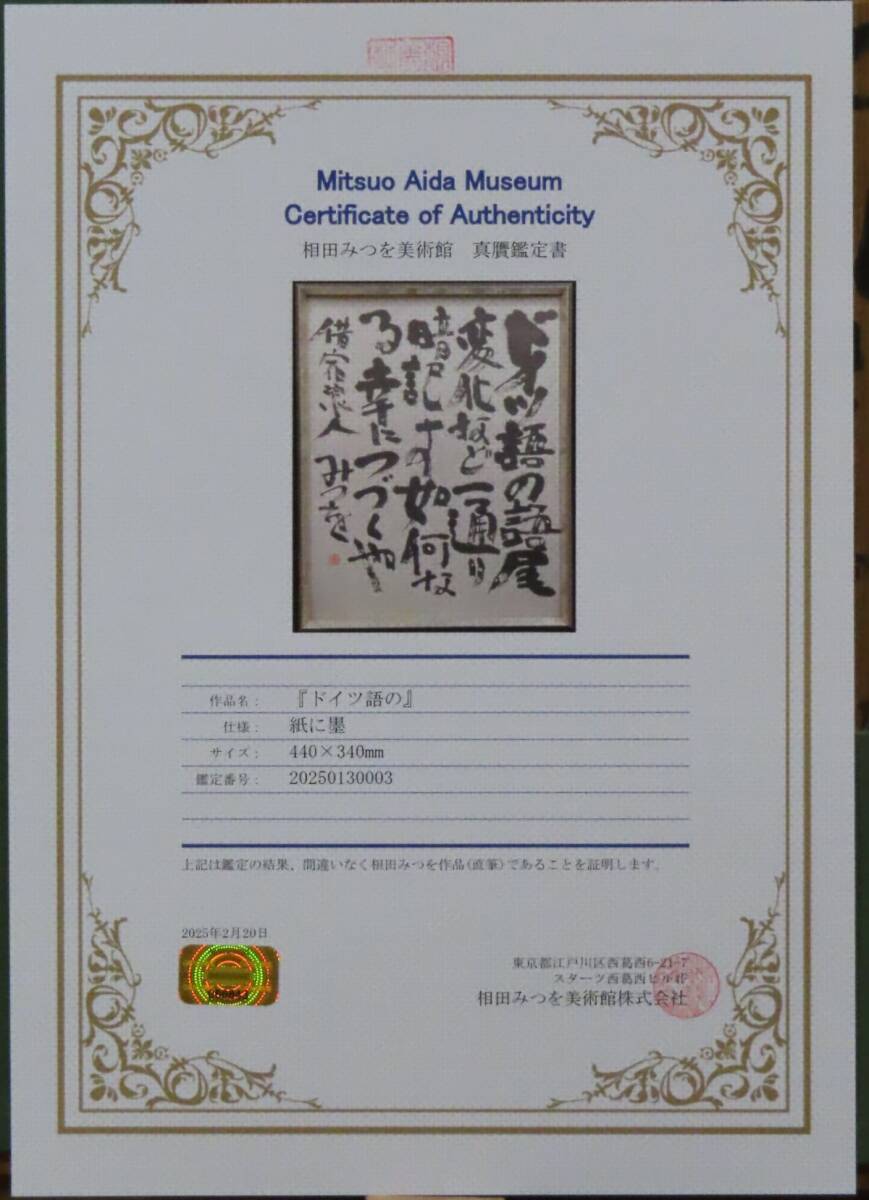 Mitsuo Aida Museum
Certificate of Authenticity
相田みつを美術館 真贋鑑定書
ドイツ語の語尾
変化など一通り
暗記す
如何な
る幸につづくや
借宿浪人 みつを
作品名： 『ドイツ語の』
仕様： 紙に墨
サイズ： 440×340mm
鑑定番号： 20250130003
上記は鑑定の結果、間違いなく相田みつを作品(直筆)であることを証明します。
2025年2月20日
東京都江戸川区西葛西6-21-7
スターツ西葛西ビル4F
相田みつを美術館株式会社